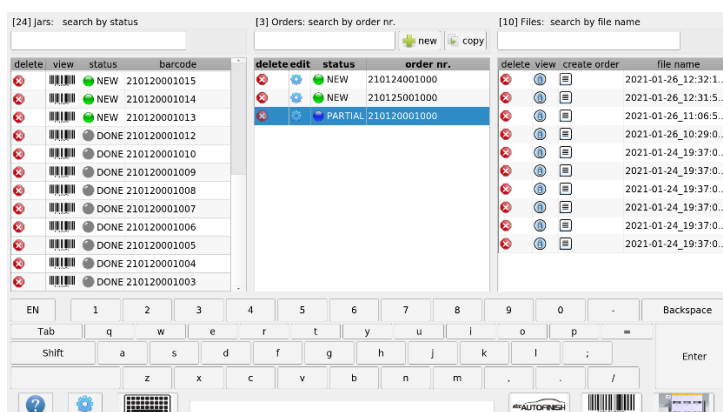 [24] Jars: search by status
[3] Orders: search by order nr.
[10] Files: search by file name
new
copy
delete view status barcode
NEW 210120001015
NEW 210120001014
NEW 210120001013
DONE 210120001012
DONE 210120001010
DONE 210120001009
DONE 210120001008
DONE 210120001007
DONE 210120001006
DONE 210120001005
DONE 210120001004
DONE 210120001003
delete edit status order nr.
NEW 210124001000
NEW 210125001000
PARTIAL 210120001000
delete view create order file name
2021-01-26_12:32:1..
2021-01-26_12:31:5..
2021-01-26_11:06:5..
2021-01-26_10:29:0..
2021-01-24_19:37:0..
2021-01-24_19:37:0..
2021-01-24_19:37:0..
2021-01-24_19:37:0..
2021-01-24_19:37:0..
2021-01-24_19:37:0..
EN 1 2 3 4 5 6 7 8 9 0 - Backspace
Tab q w e r t y u i o p =
Shift a s d f g h j k l ; Enter
z x c v b n m , . /
? AUTOFINISH